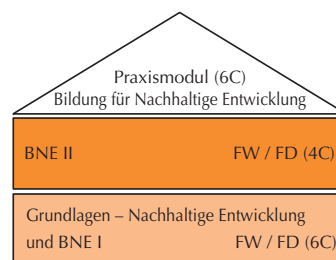 Praxismodul (6C)
Bildung für Nachhaltige Entwicklung
BNE II FW / FD (4C)
Grundlagen – Nachhaltige Entwicklung
und BNE I FW / FD (6C)